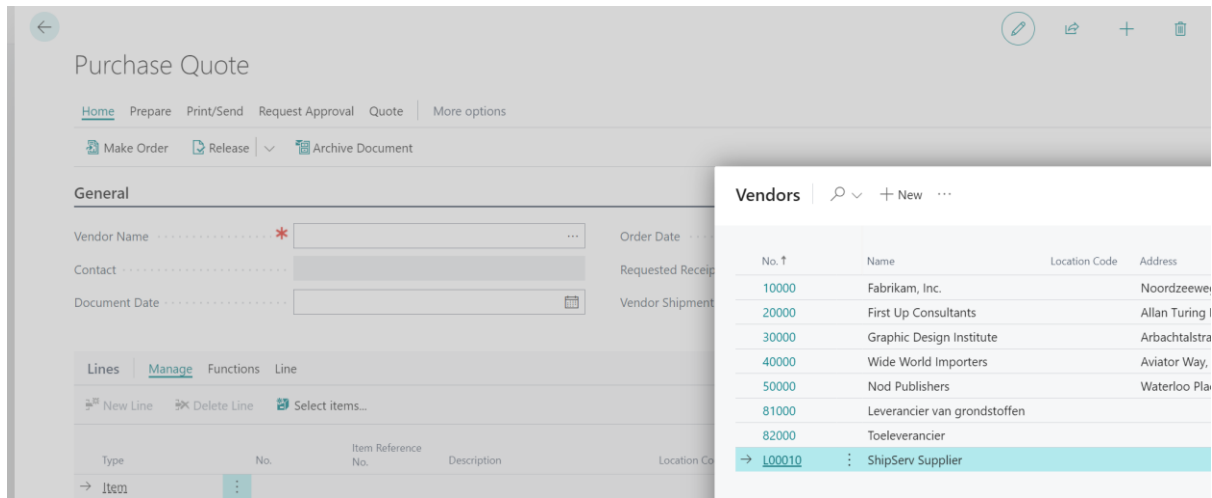 Purchase Quote
Home Prepare Print/Send Request Approval Quote More options
Make Order Release Archive Document
General
Vendor Name Order Date
Contact Requested Receip
Document Date Vendor Shipment
Lines Manage Functions Line
New Line Delete Line Select items...
Type No. Item Reference No. Description Location Co
Item
Vendors + New ...
No. ↑ Name Location Code Address
10000 Fabrikam, Inc. Noordzeeweg
20000 First Up Consultants Allan Turing
30000 Graphic Design Institute Arbachtalstra
40000 Wide World Importers Aviator Way,
50000 Nod Publishers Waterloo Pla
81000 Leverancier van grondstoffen
82000 Toeleverancier
L00010 ShipServ Supplier